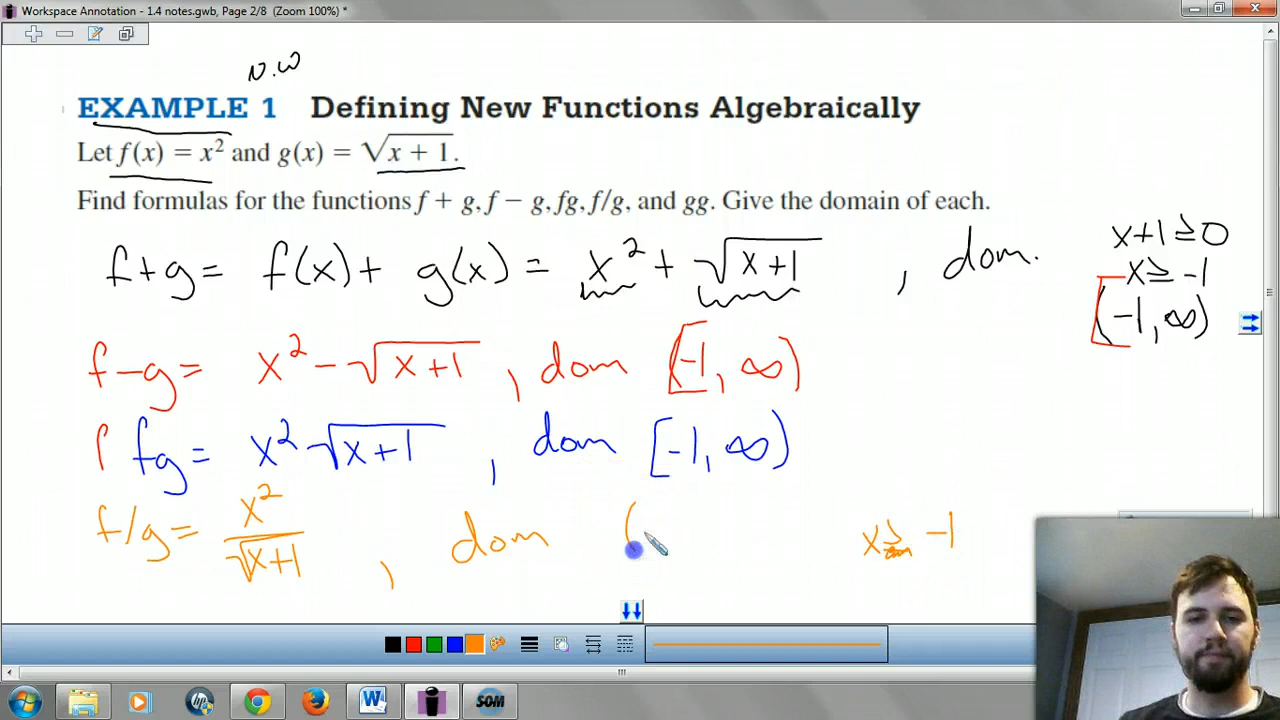 Workspace Annotation - 1.4 notes.gwb, Page 2/8 (Zoom 100%) *
N.W
EXAMPLE 1 Defining New Functions Algebraically
Let f(x) = x² and g(x) = √x + 1.
Find formulas for the functions f + g, f − g, fg, f/g, and gg. Give the domain of each.
x+1≥0
f+g= f(x)+ g(x) = x² + √x+1 , dom.
x≥ -1
(-1, ∞)
f-g= x² - √x+1 , dom [-1, ∞)
fg= x² √x+1 , dom [-1, ∞)
f/g= x²/√x+1 , dom (
x≥ -1
W
SOM